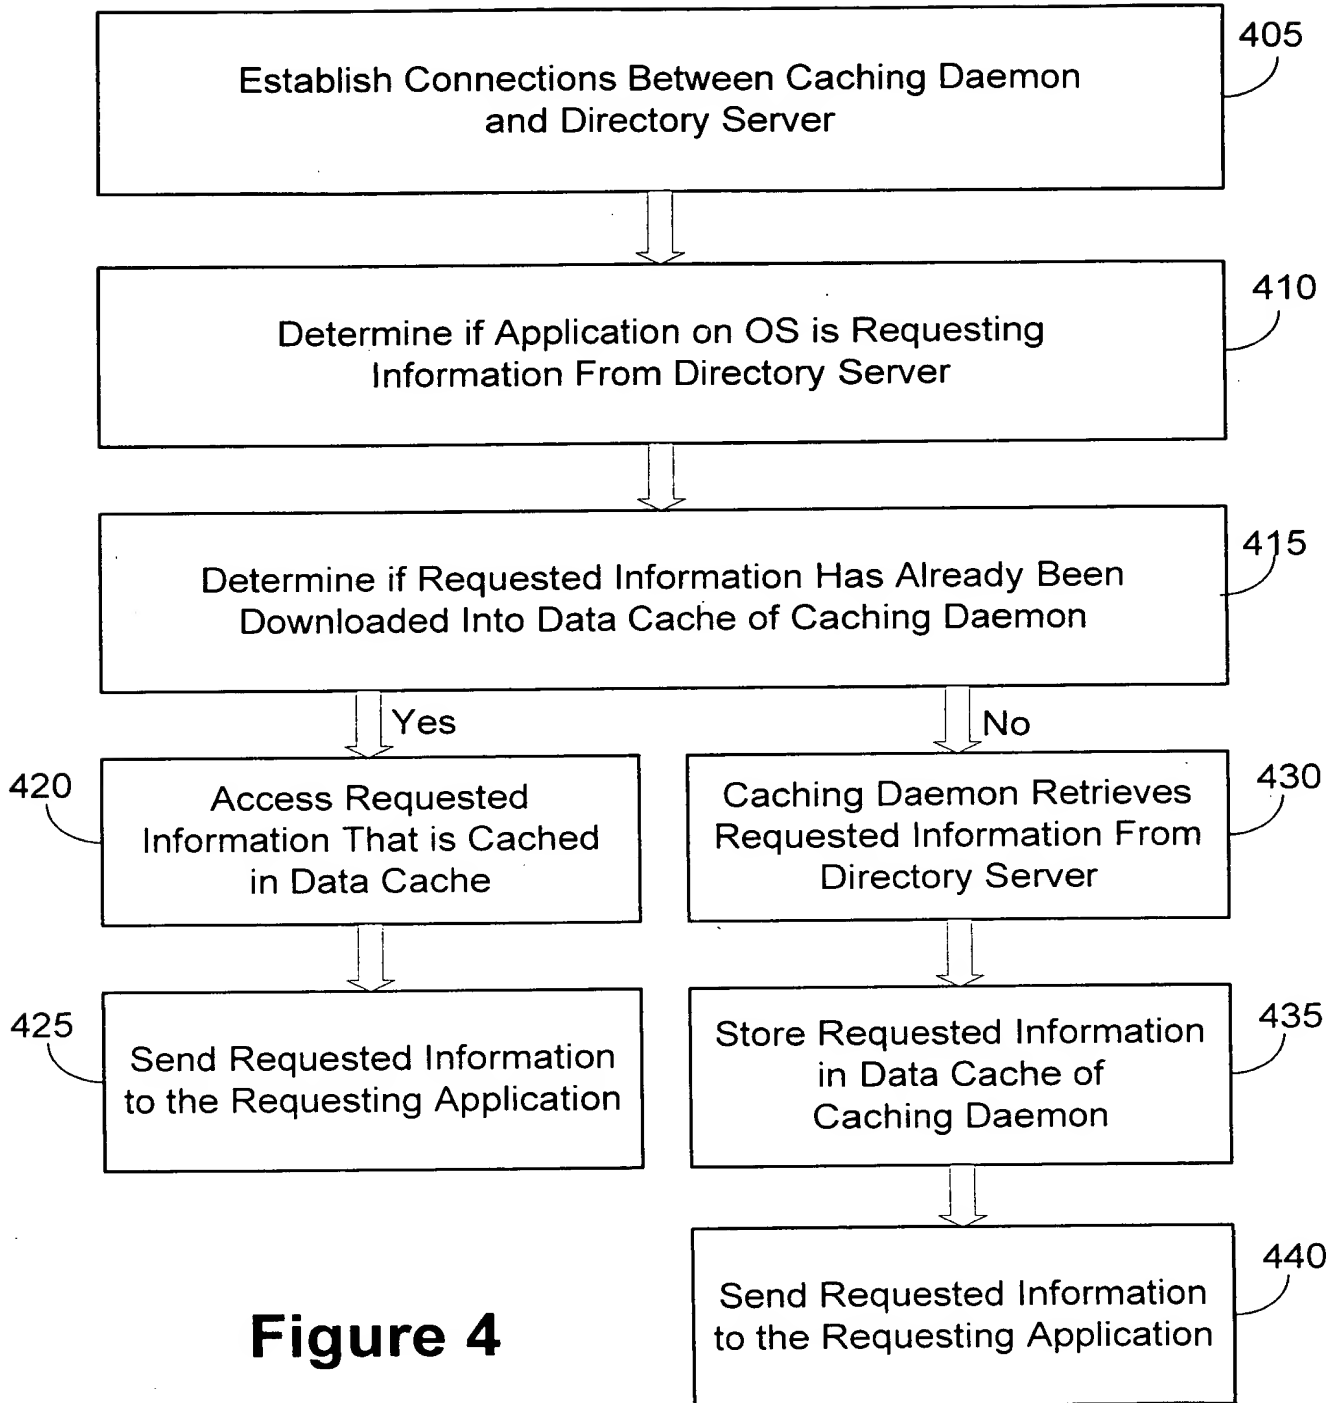 405
Establish Connections Between Caching Daemon
and Directory Server
410
Determine if Application on OS is Requesting
Information From Directory Server
415
Determine if Requested Information Has Already Been
Downloaded Into Data Cache of Caching Daemon
Yes
No
420
Access Requested
Information That is Cached
in Data Cache
430
Caching Daemon Retrieves
Requested Information From
Directory Server
425
Send Requested Information
to the Requesting Application
435
Store Requested Information
in Data Cache of
Caching Daemon
440
Send Requested Information
to the Requesting Application
Figure 4